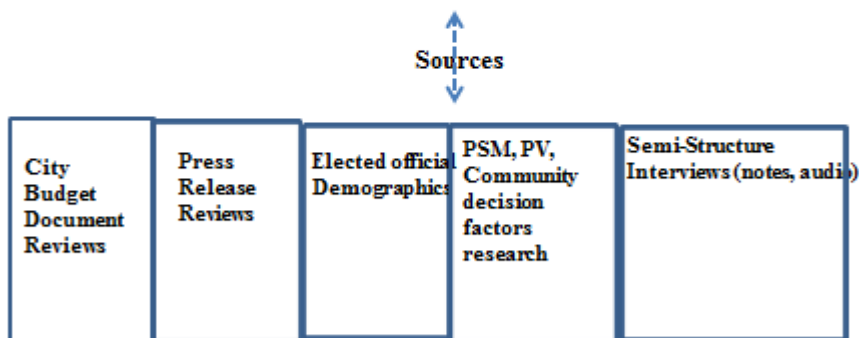 Sources
City
Budget
Document
Reviews
Press
Release
Reviews
Elected official
Demographics
PSM, PV,
Community
decision
factors
research
Semi-Structure
Interviews (notes, audio)